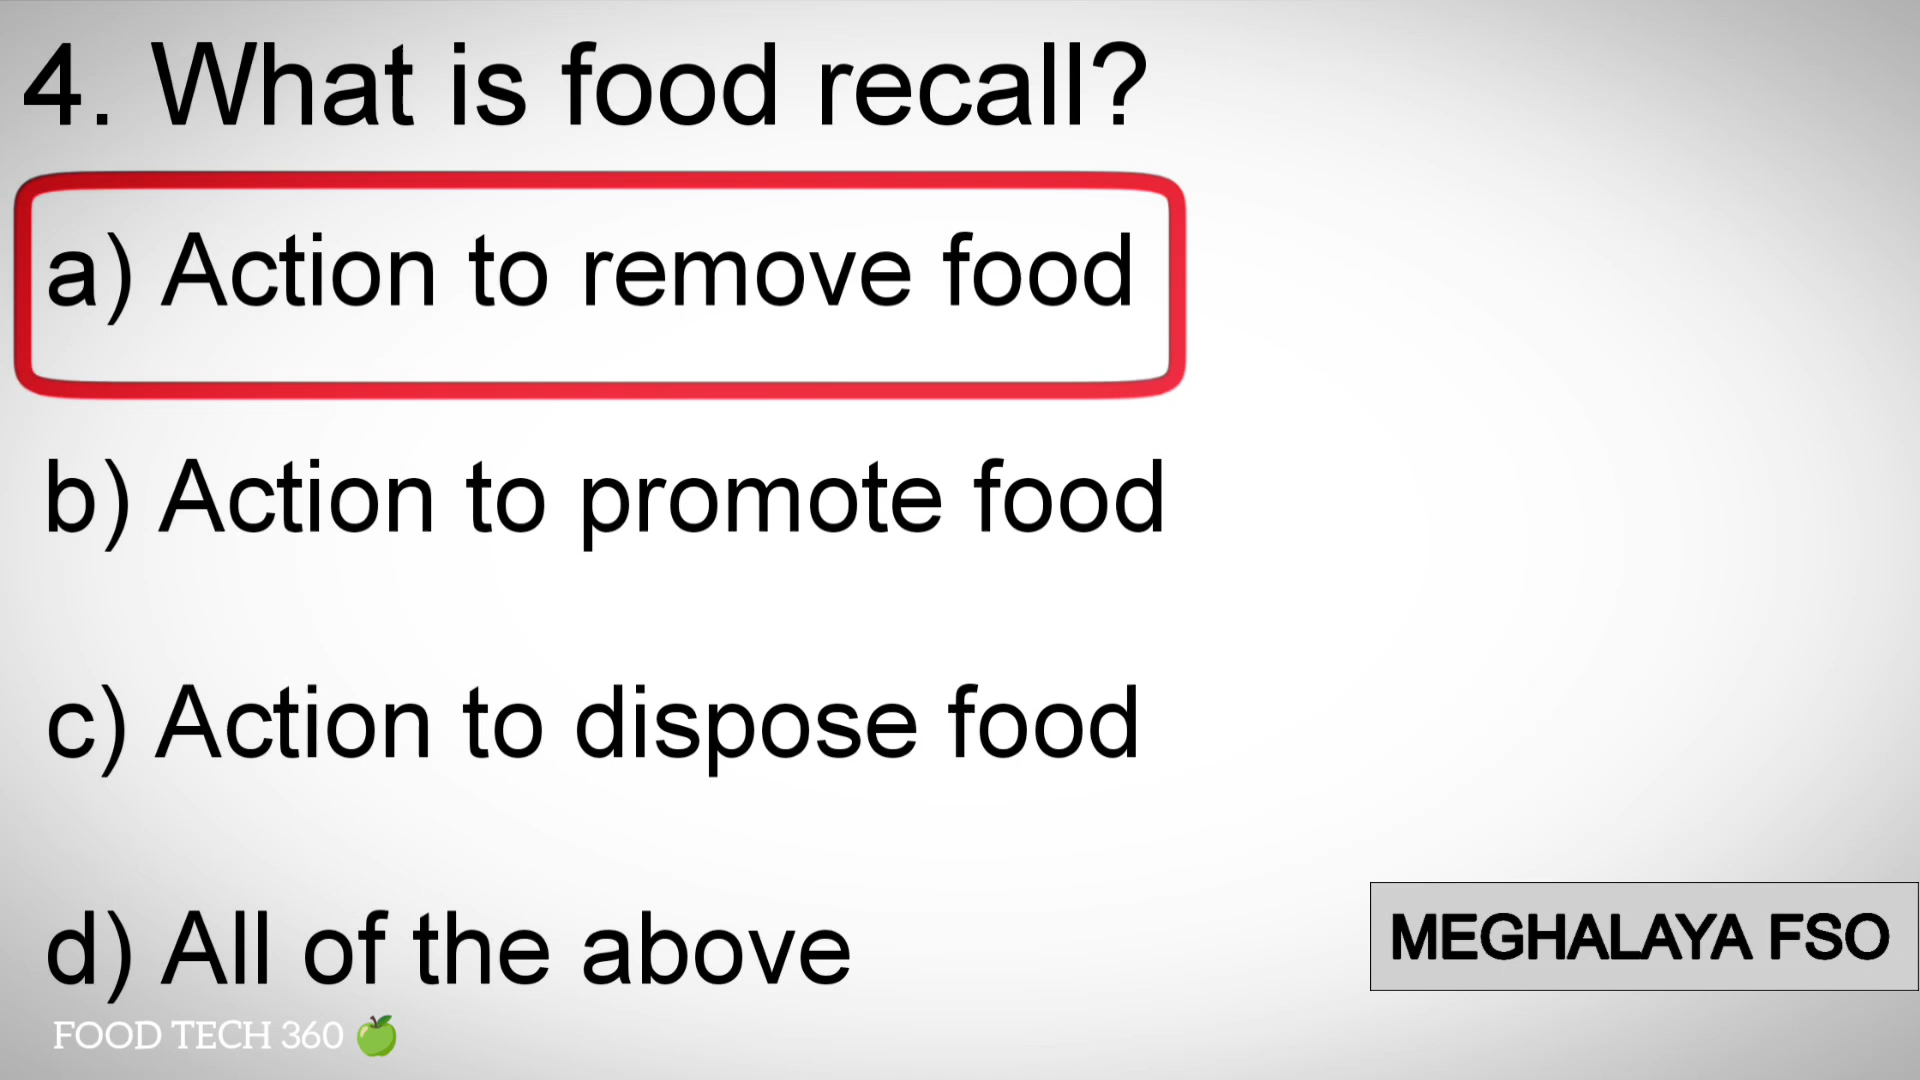 4. What is food recall?
a) Action to remove food
b) Action to promote food
c) Action to dispose food
d) All of the above
MEGHALAYA FSO
FOOD TECH 360